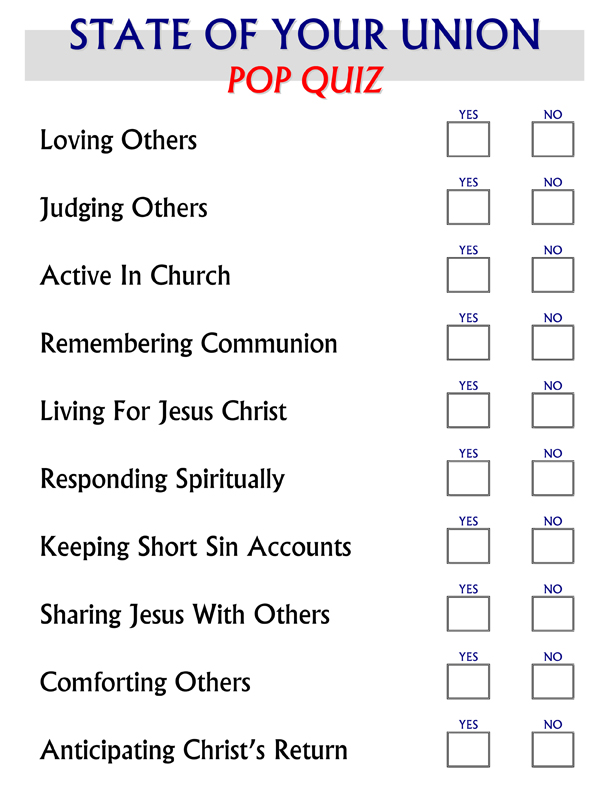 STATE OF YOUR UNION
POP QUIZ
YES NO
Loving Others
YES NO
Judging Others
YES NO
Active In Church
YES NO
Remembering Communion
YES NO
Living For Jesus Christ
YES NO
Responding Spiritually
YES NO
Keeping Short Sin Accounts
YES NO
Sharing Jesus With Others
YES NO
Comforting Others
YES NO
Anticipating Christ's Return